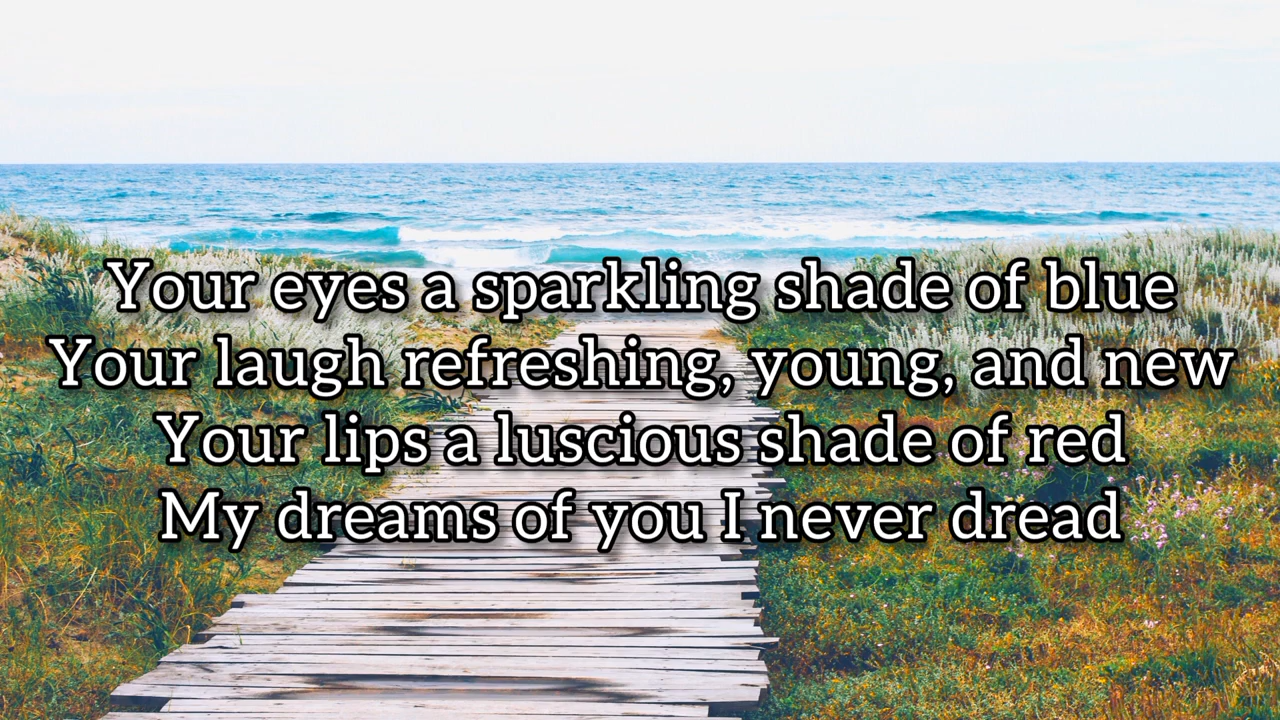 Your eyes a sparkling shade of blue
Your laugh refreshing, young, and new
Your lips a luscious shade of red
My dreams of you I never dread